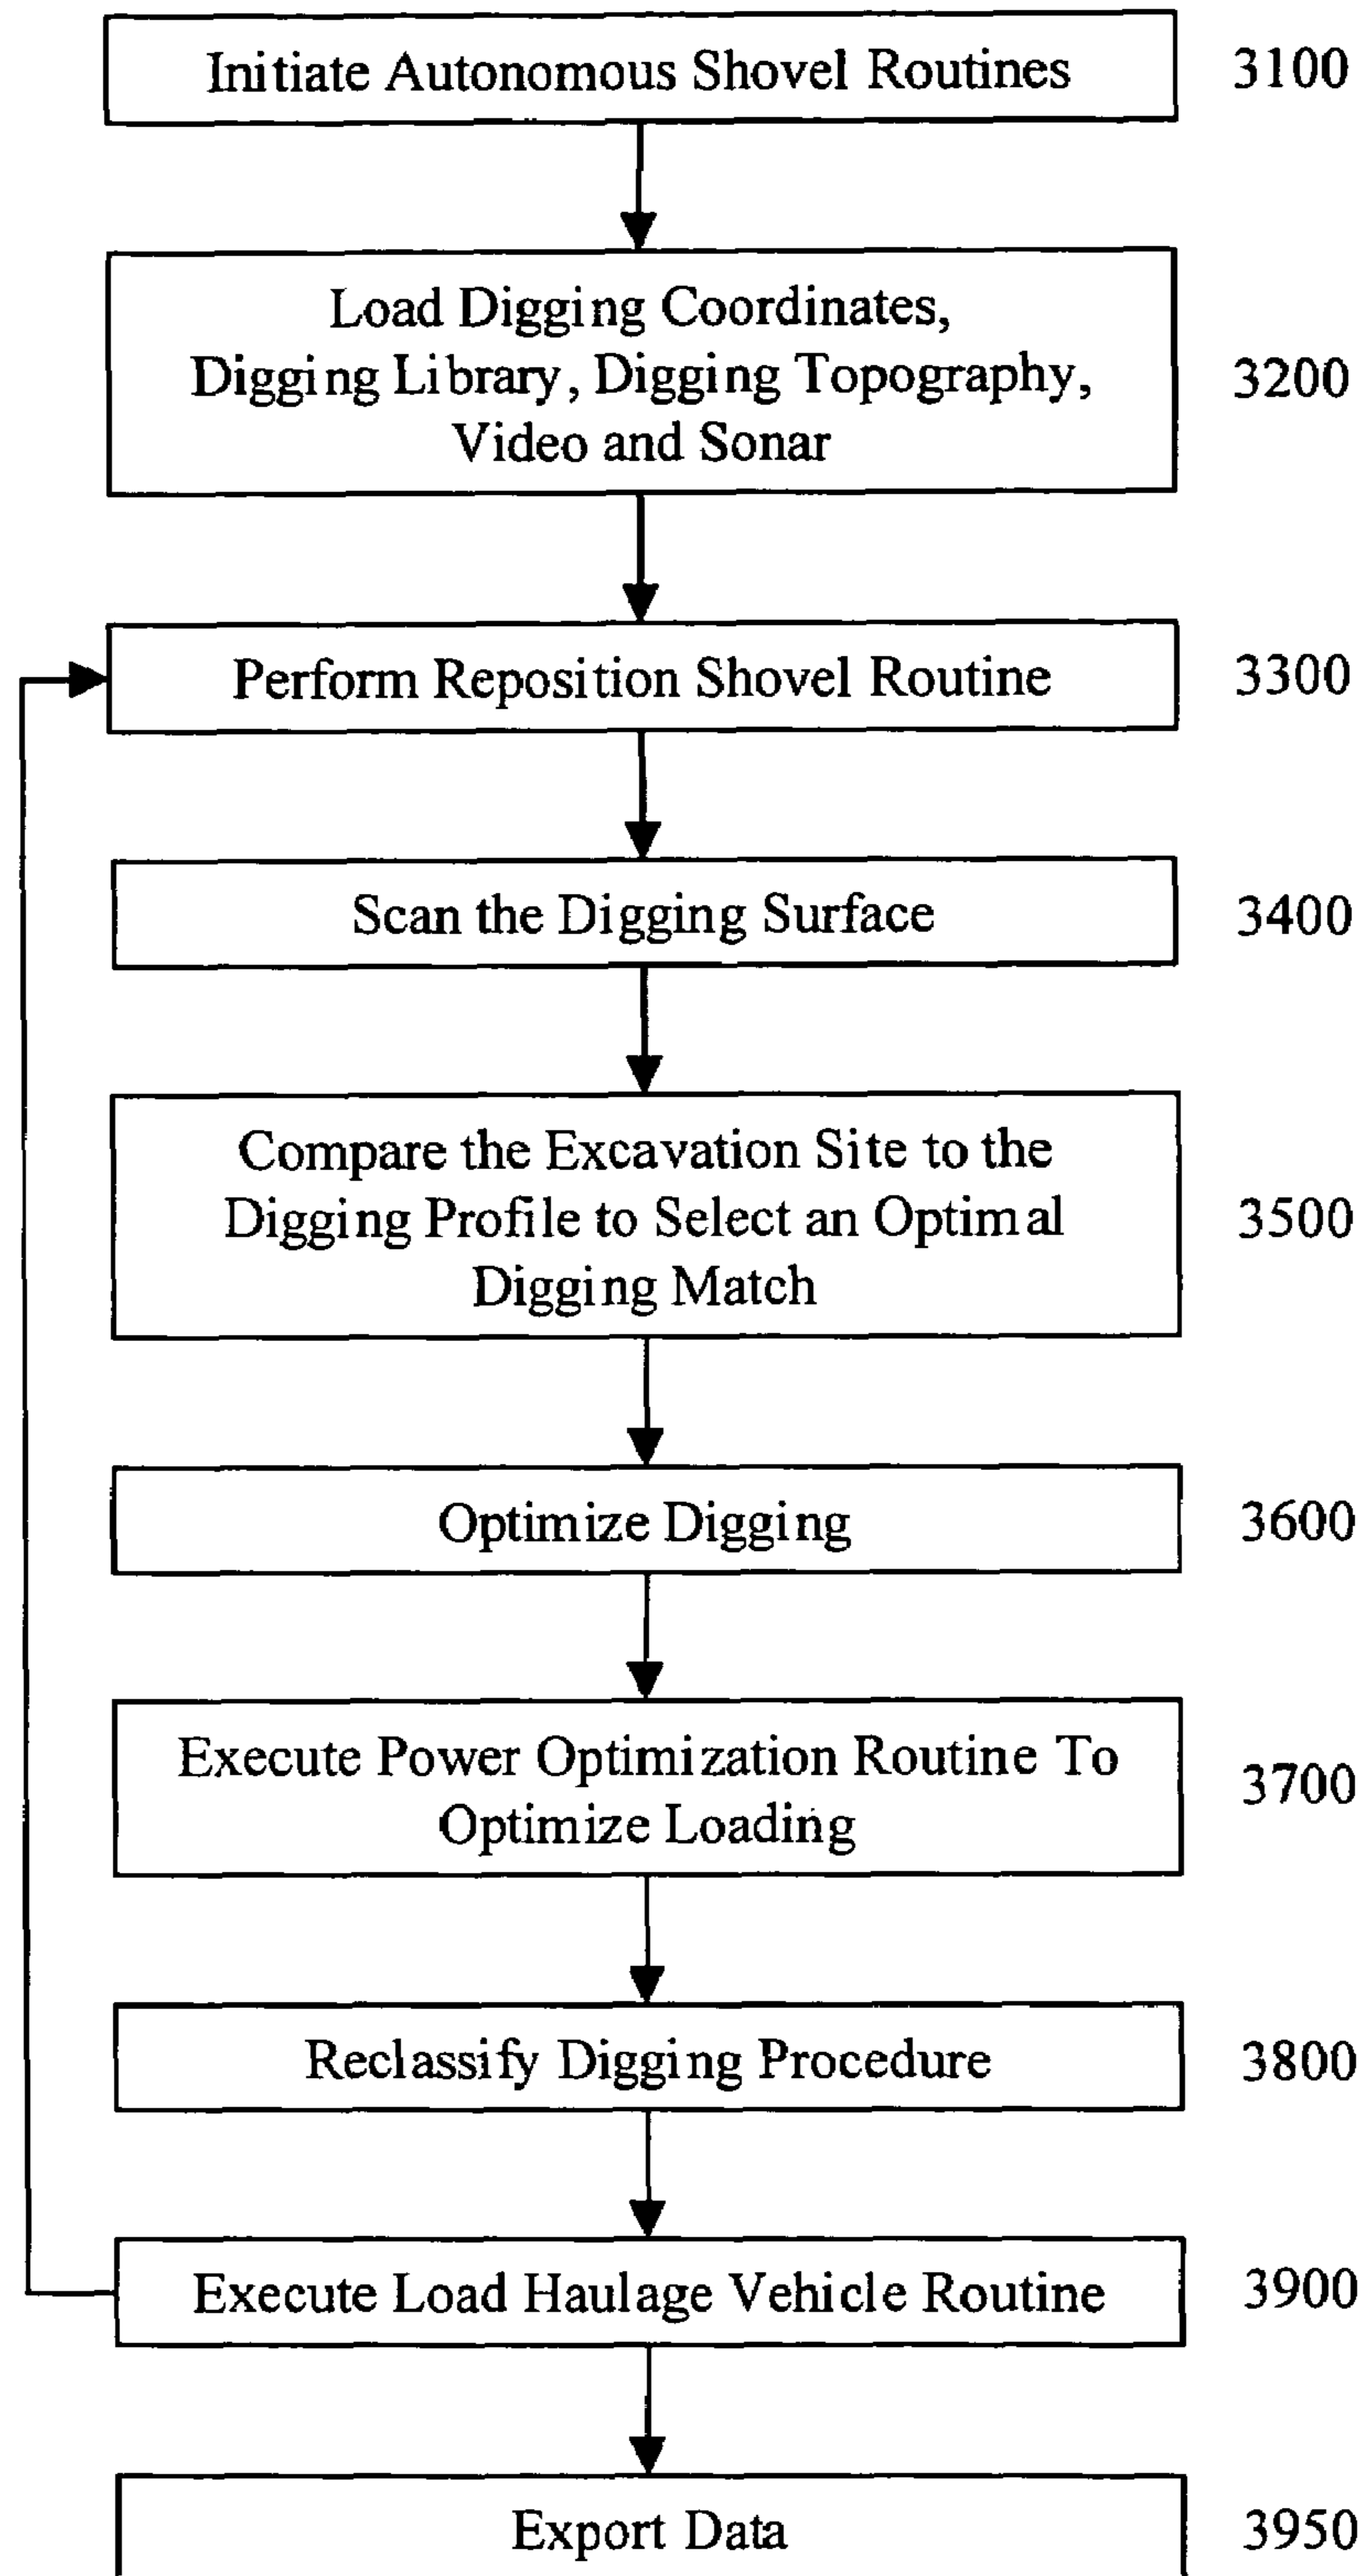 Initiate Autonomous Shovel Routines 3100
Load Digging Coordinates,
Digging Library, Digging Topography, 3200
Video and Sonar
Perform Reposition Shovel Routine 3300
Scan the Digging Surface 3400
Compare the Excavation Site to the
Digging Profile to Select an Optimal 3500
Digging Match
Optimize Digging 3600
Execute Power Optimization Routine To
Optimize Loading 3700
Reclassify Digging Procedure 3800
Execute Load Haulage Vehicle Routine 3900
Export Data 3950